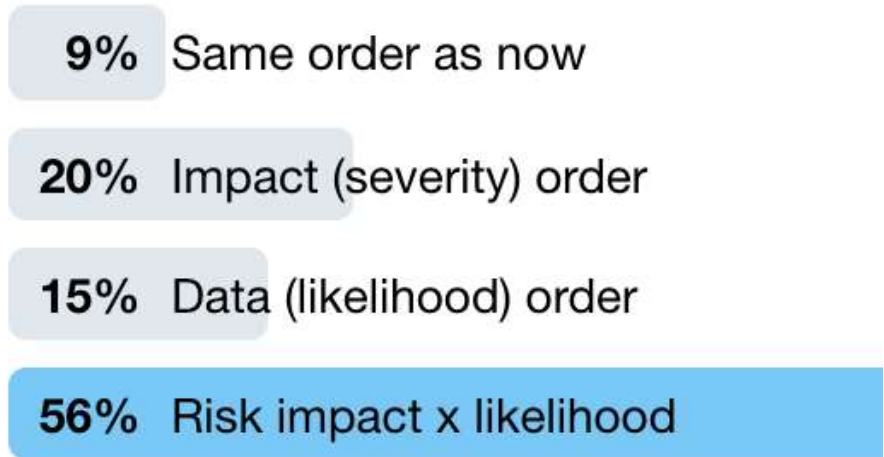 9% Same order as now
20% Impact (severity) order
15% Data (likelihood) order
56% Risk impact x likelihood